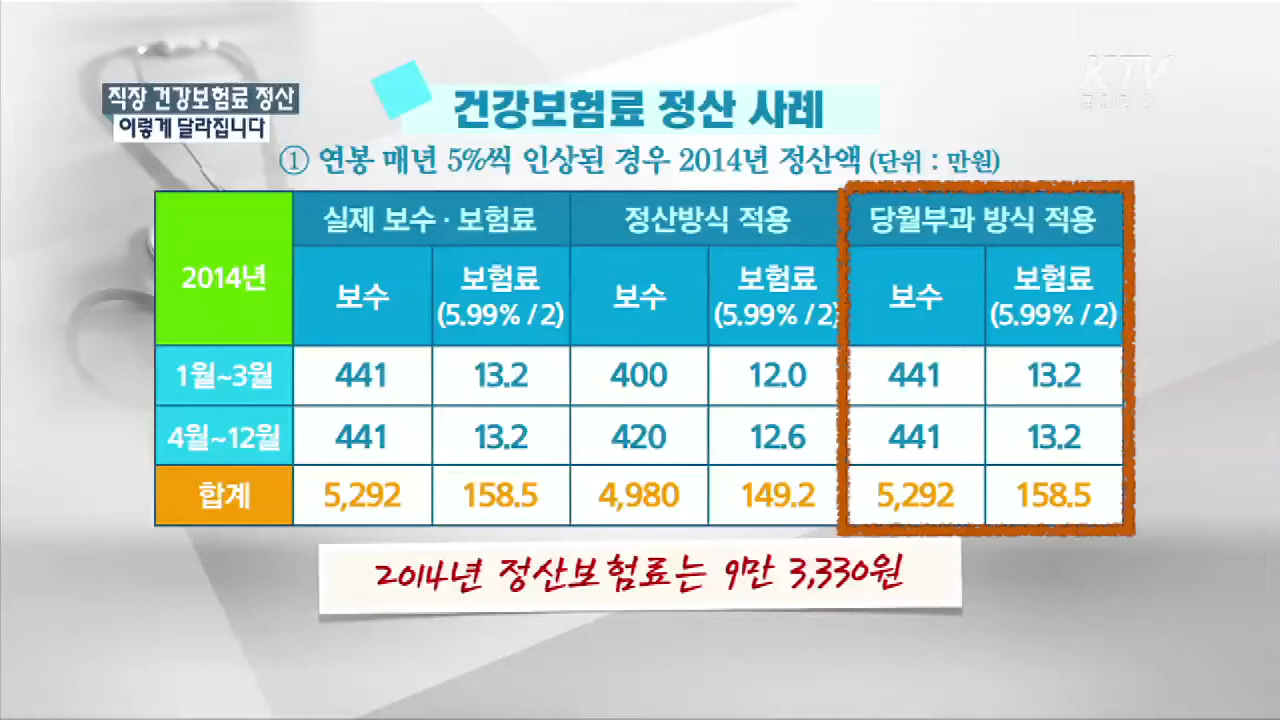 직장 건강보험료 정산
이렇게 달라집니다
KTV
건강보험료 정산 사례
① 연봉 매년 5%씩 인상된 경우 2014년 정산액 (단위 : 만원)
2014년 실제 보수 · 보험료 정산방식 적용 당월부과 방식 적용
보수 보험료 (5.99% / 2) 보수 보험료 (5.99% / 2) 보수 보험료 (5.99% / 2)
1월~3월 441 13.2 400 12.0 441 13.2
4월~12월 441 13.2 420 12.6 441 13.2
합계 5,292 158.5 4,980 149.2 5,292 158.5
2014년 정산보험료는 9만 3,330원